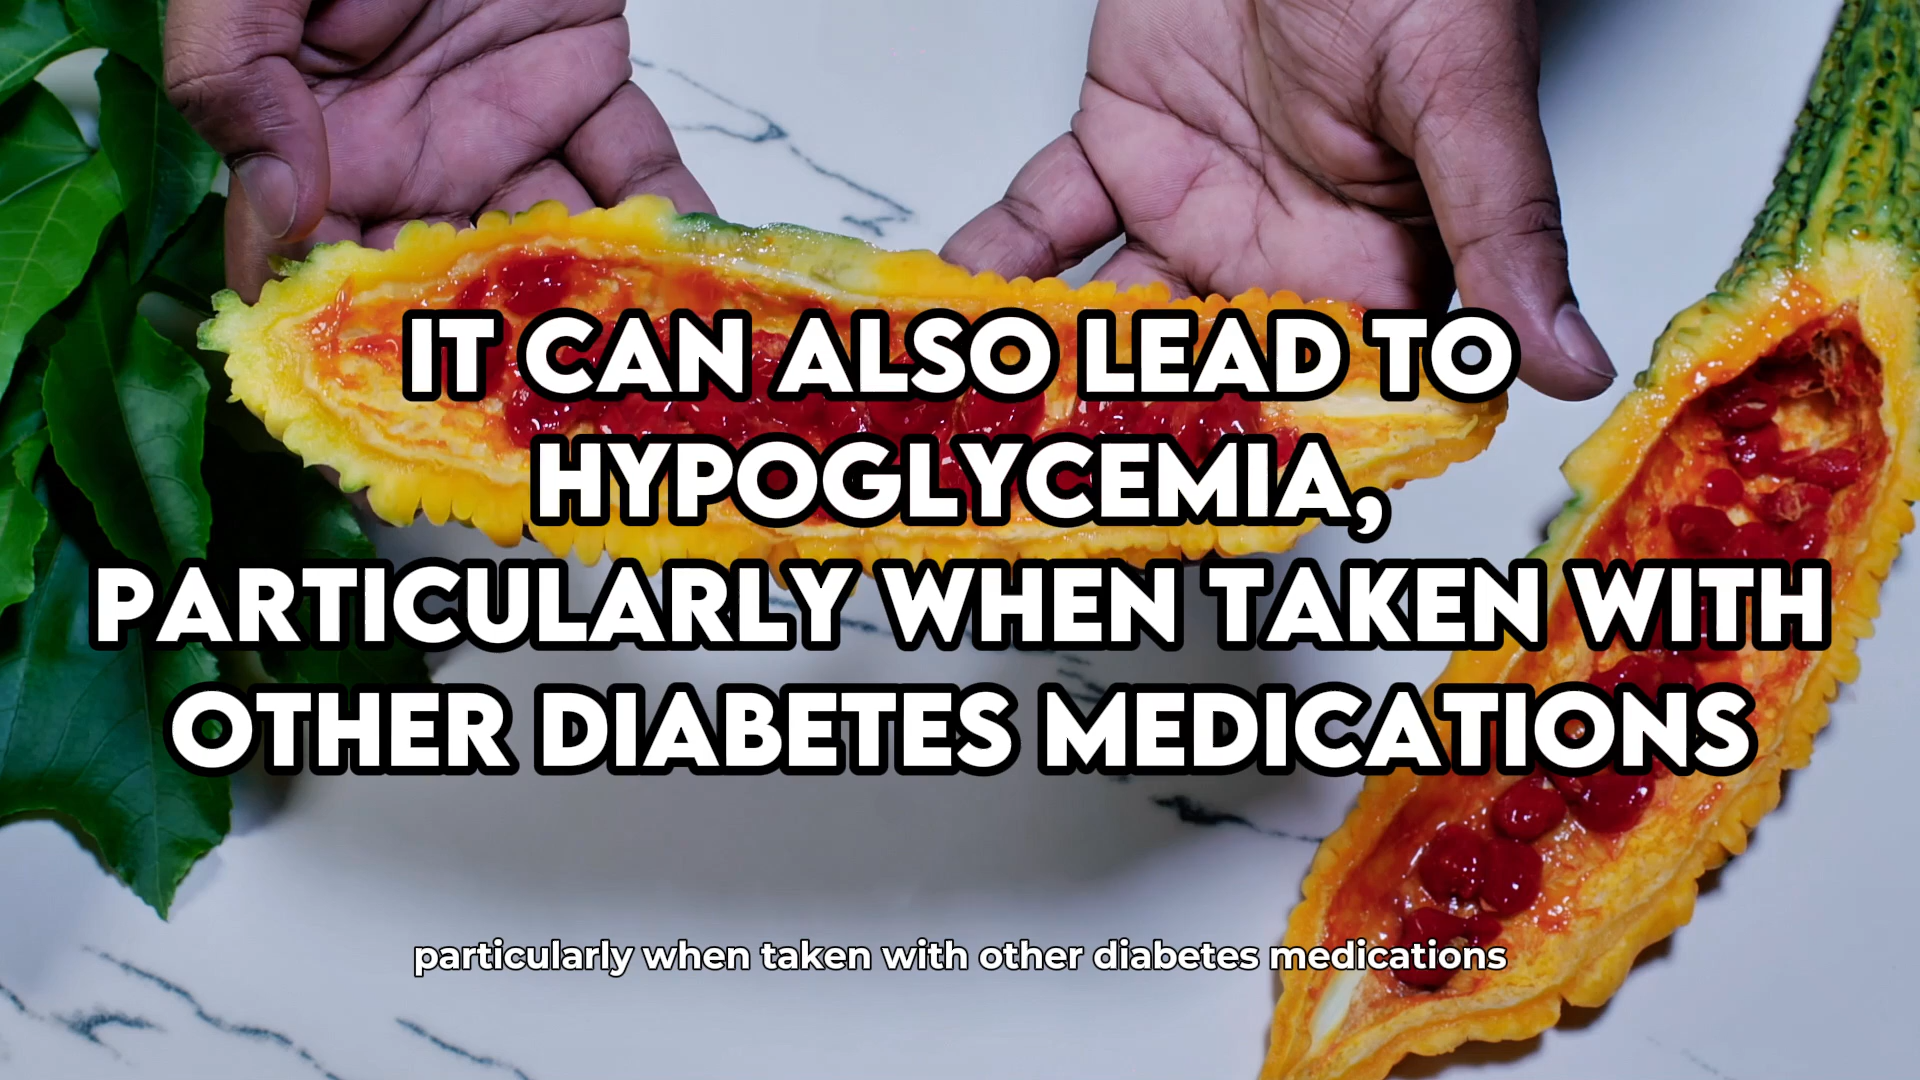 IT CAN ALSO LEAD TO
HYPOGLYCEMIA,
PARTICULARLY WHEN TAKEN WITH
OTHER DIABETES MEDICATIONS
particularly when taken with other diabetes medications